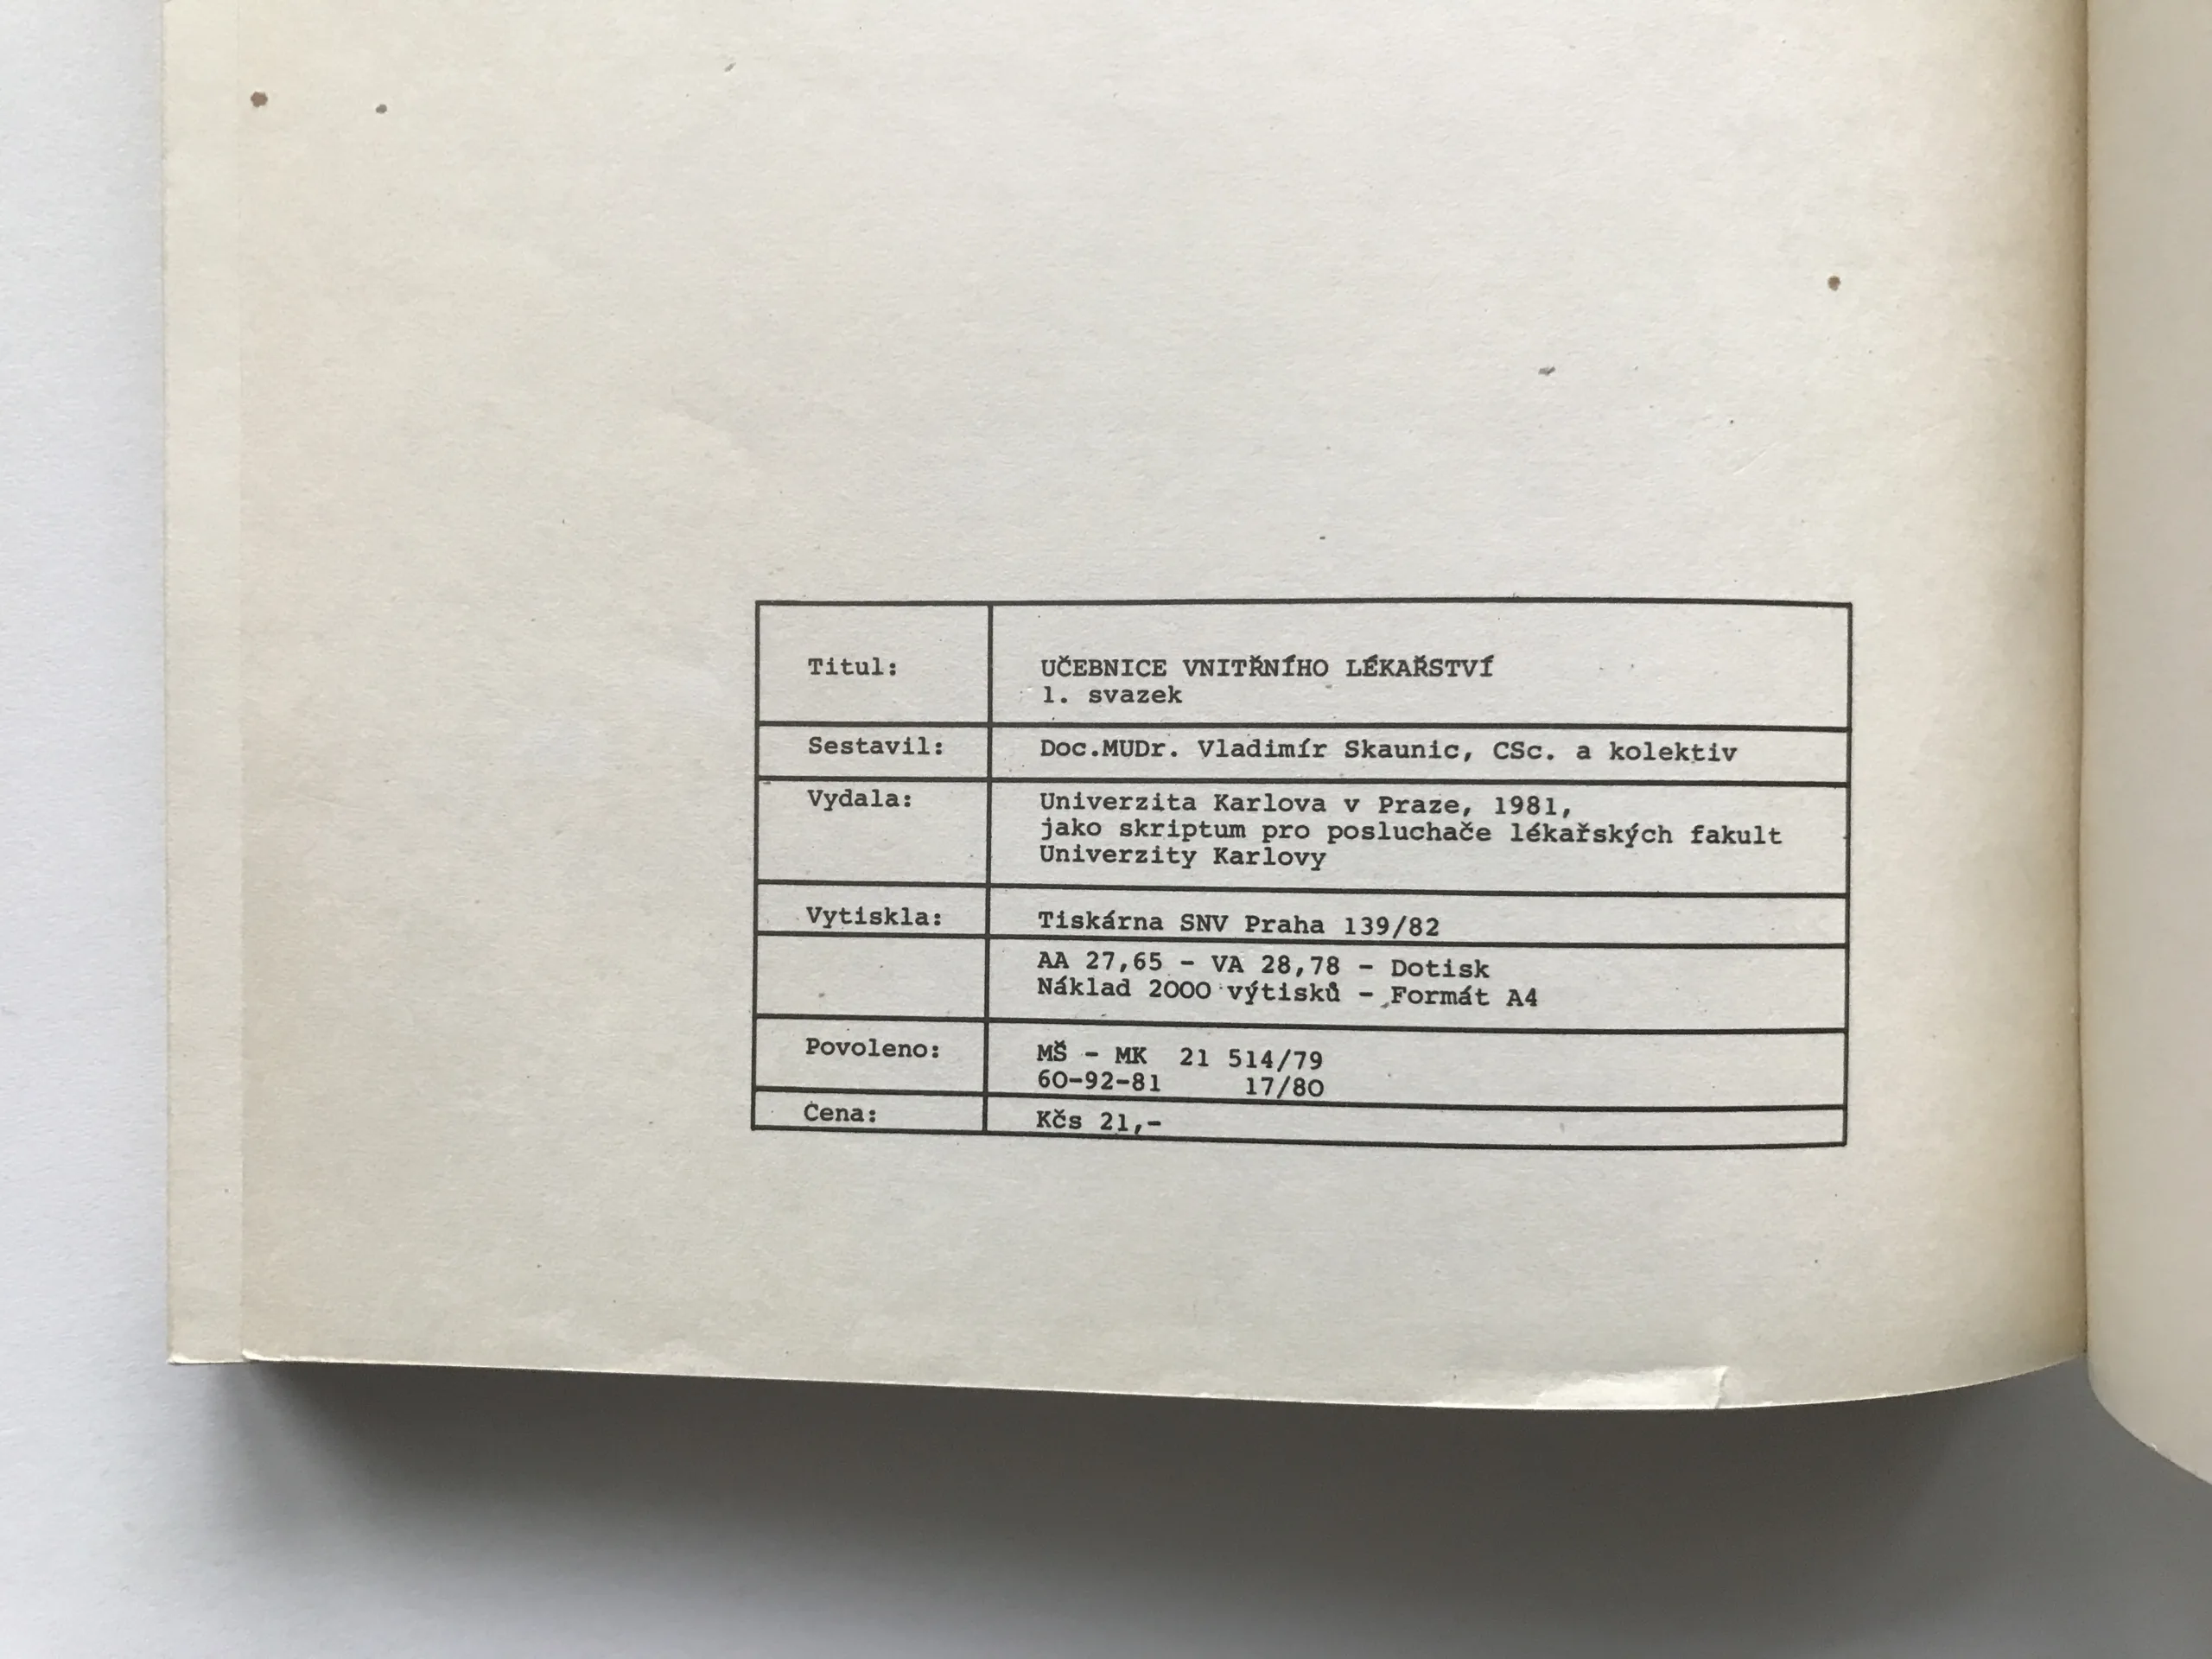 Titul: UČEBNICE VNITŘNÍHO LÉKAŘSTVÍ
1. svazek
Sestavil: Doc.MUDr. Vladimír Skaunic, CSc. a kolektiv
Vydala: Univerzita Karlova v Praze, 1981,
jako skriptum pro posluchače lékařských fakult
Univerzity Karlovy
Vytiskla: Tiskárna SNV Praha 139/82
AA 27,65 - VA 28,78 - Dotisk
Náklad 2000 výtisků - Formát A4
Povoleno: MŠ - MK 21 514/79
60-92-81 17/80
Cena: Kčs 21,-